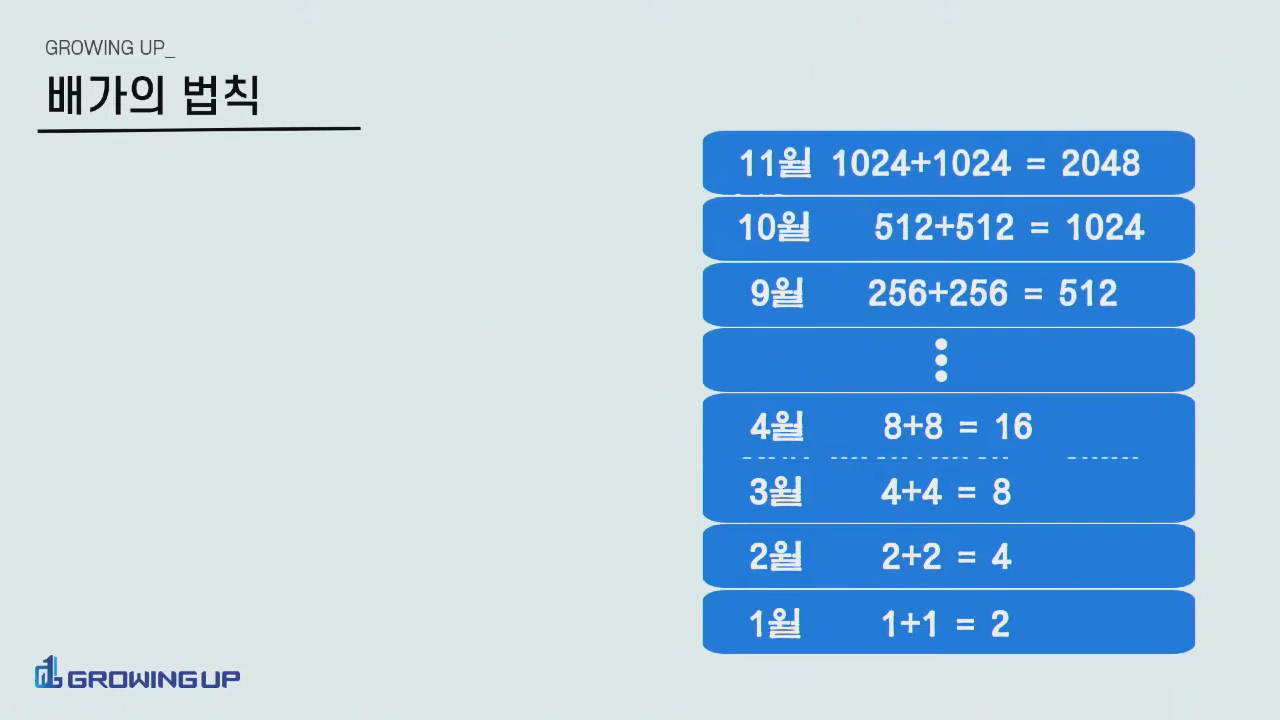 GROWING UP_
배가의 법칙
11월 1024+1024 = 2048
10월 512+512 = 1024
9월 256+256 = 512
4월 8+8 = 16
3월 4+4 = 8
2월 2+2 = 4
1월 1+1 = 2
GROWING UP